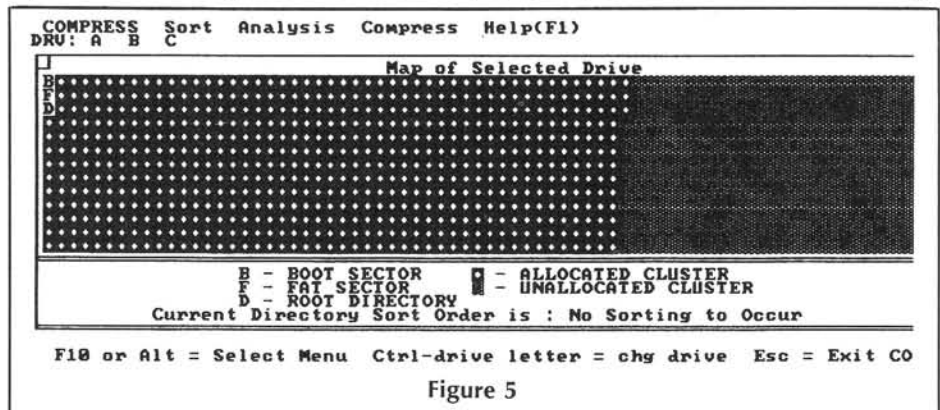 COMPRESS Sort Analysis Compress Help(F1)
DRV: A B C
Map of Selected Drive
B
F
D
B - BOOT SECTOR - ALLOCATED CLUSTER
F - FAT SECTOR - UNALLOCATED CLUSTER
D - ROOT DIRECTORY
Current Directory Sort Order is : No Sorting to Occur
F10 or Alt = Select Menu Ctrl-drive letter = chg drive Esc = Exit CO
Figure 5